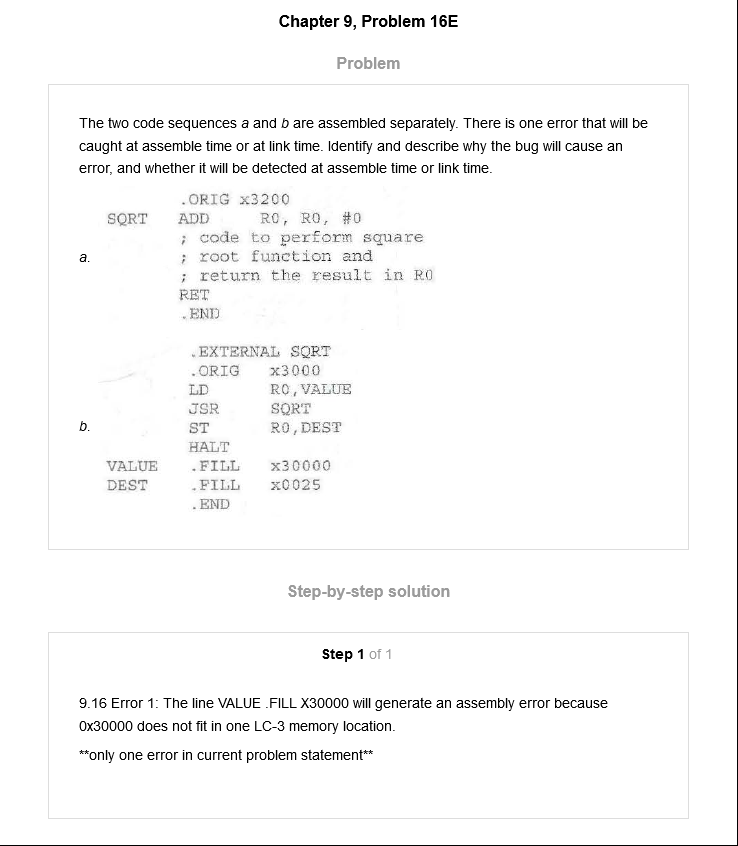 Chapter 9, Problem 16E
Problem
The two code sequences a and b are assembled separately. There is one error that will be
caught at assemble time or at link time. Identify and describe why the bug will cause an
error, and whether it will be detected at assemble time or link time.
.ORIG x3200
SQRT ADD R0, R0, #0
; code to perform square
a. ; root function and
; return the result in R0
RET
.END
.EXTERNAL SQRT
.ORIG x3000
LD R0,VALUE
JSR SQRT
b. ST R0,DEST
HALT
VALUE .FILL x30000
DEST .FILL x0025
.END
Step-by-step solution
Step 1 of 1
9.16 Error 1: The line VALUE .FILL X30000 will generate an assembly error because
0x30000 does not fit in one LC-3 memory location.
**only one error in current problem statement**